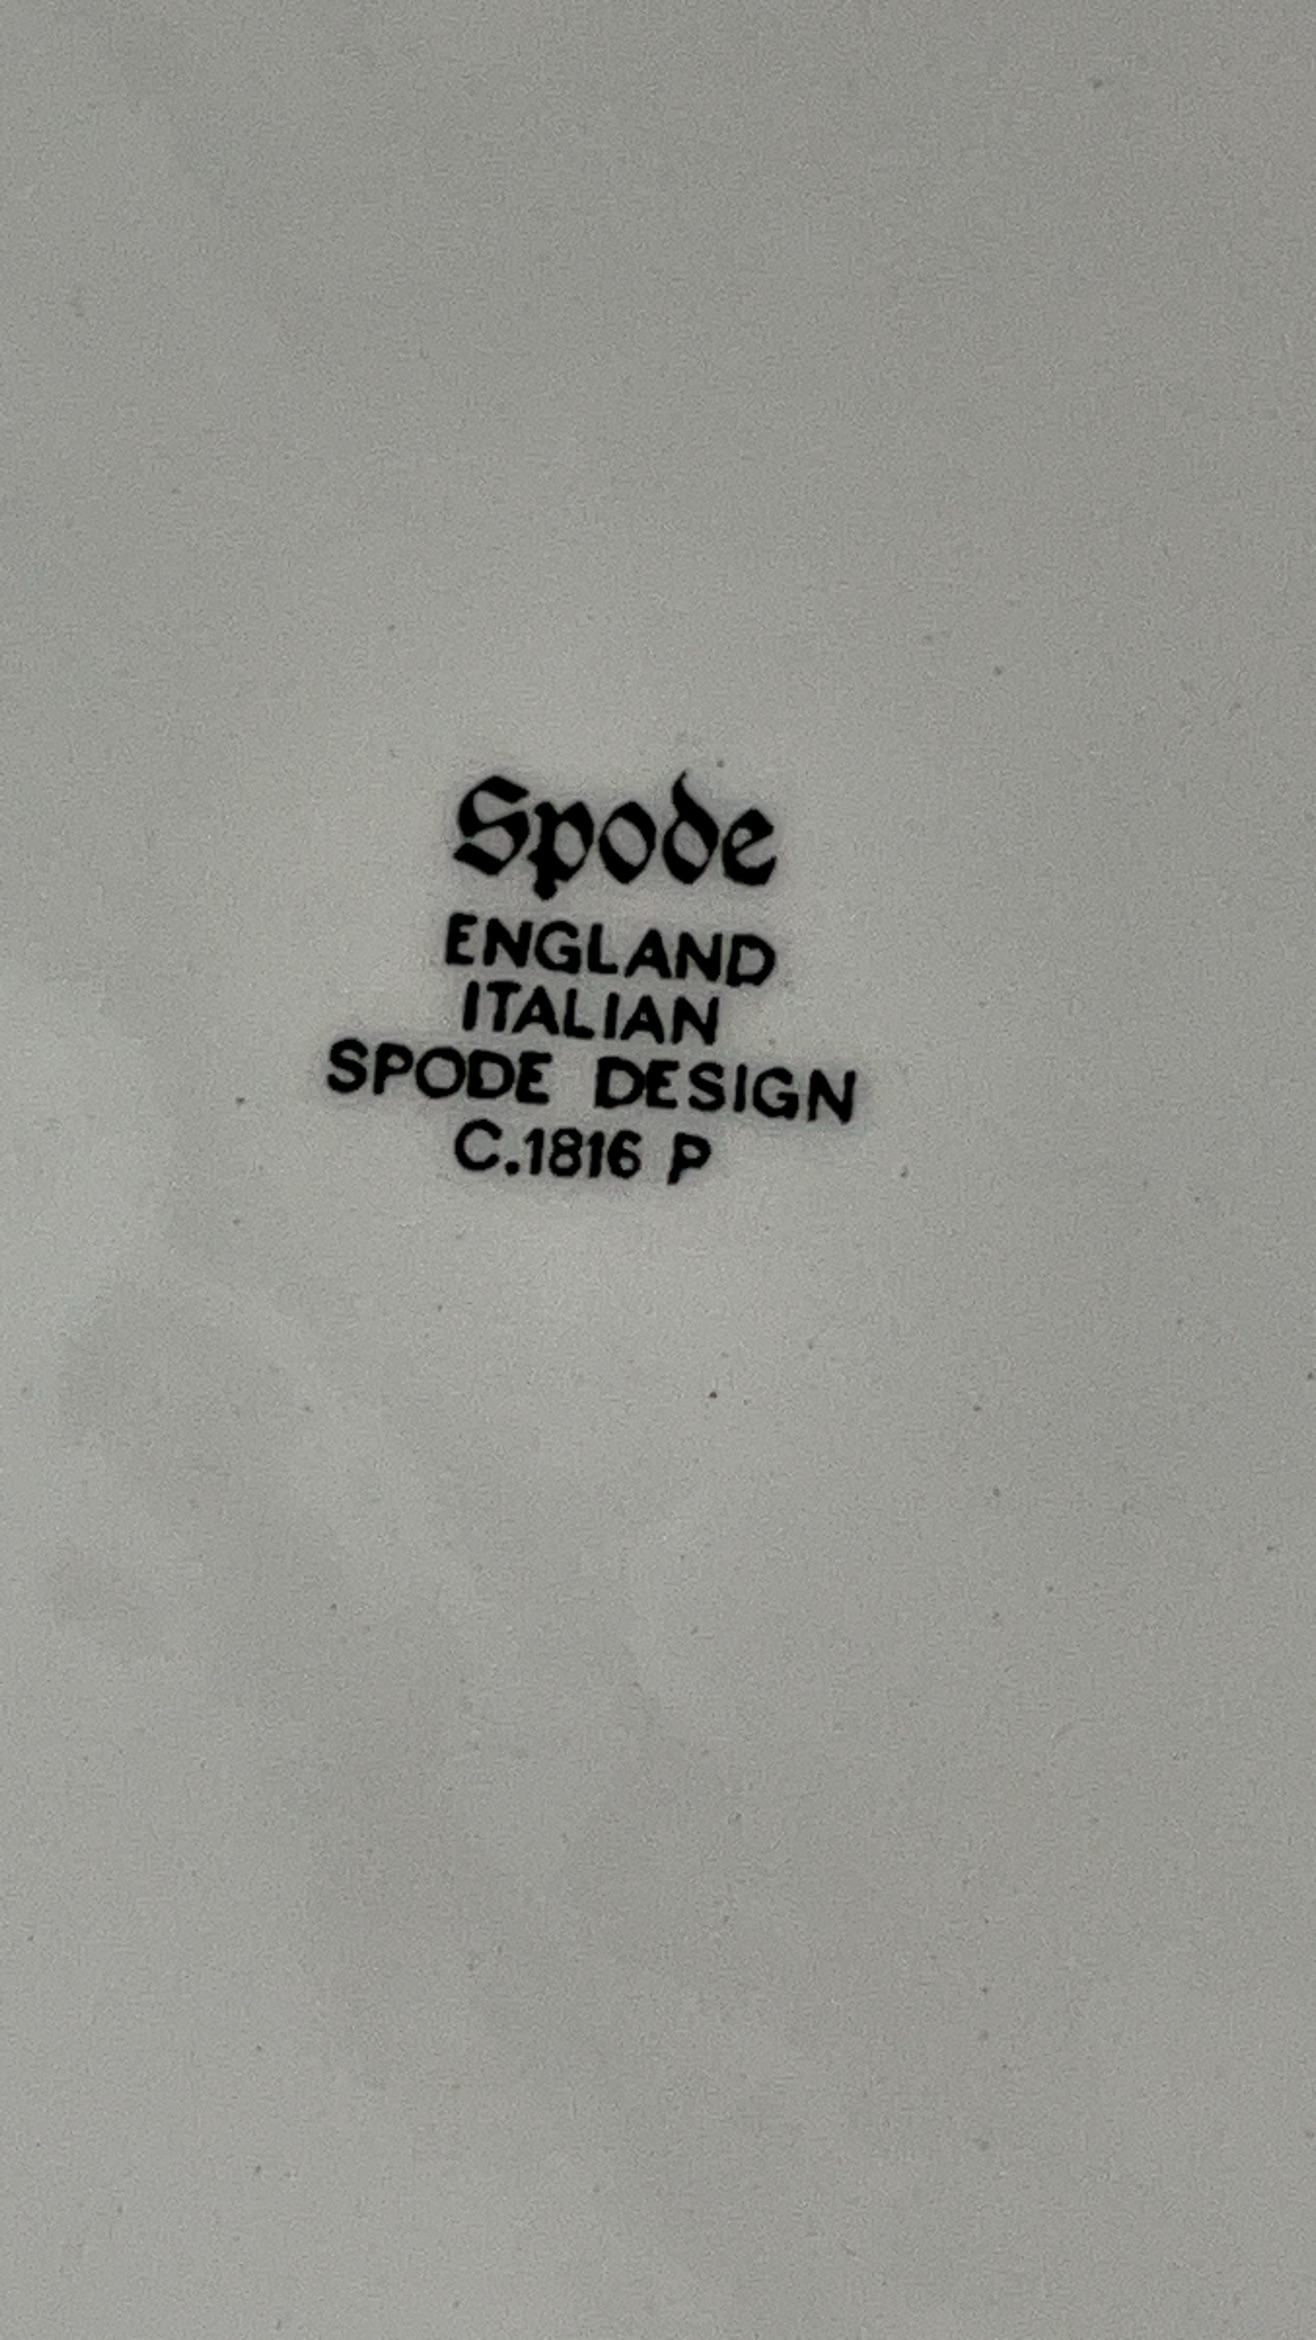 Spode
ENGLAND
ITALIAN
SPODE DESIGN
C.1816 P